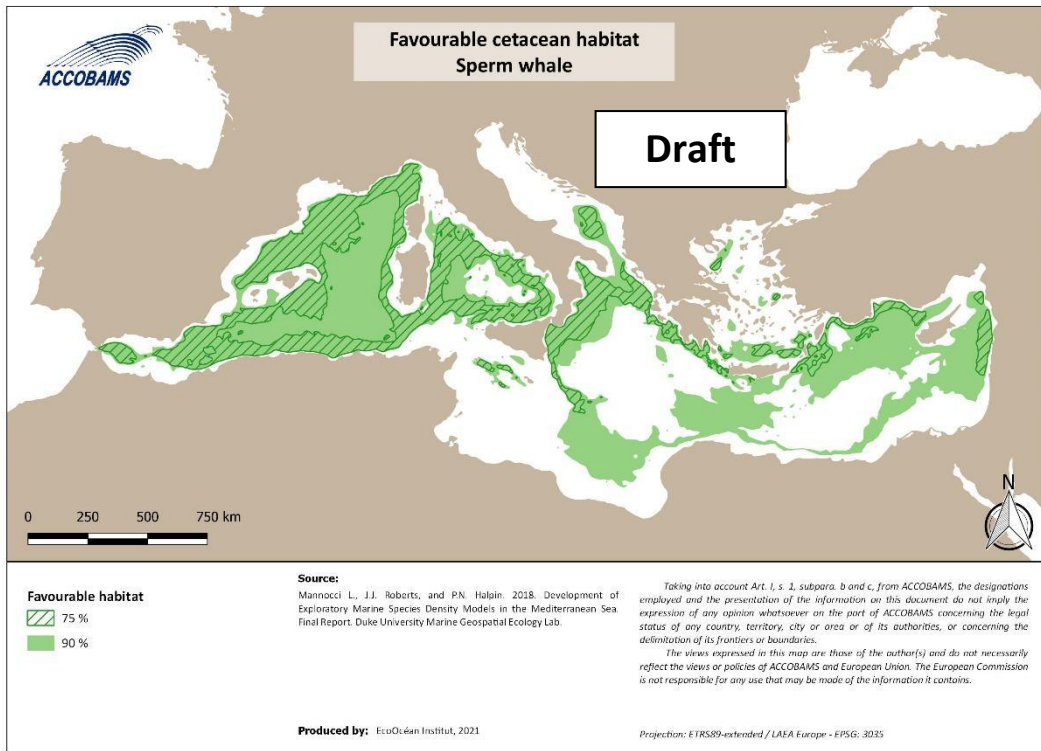 ACCOBAMS
Favourable cetacean habitat
Sperm whale
Draft
0 250 500 750 km
N
Favourable habitat
75 %
90 %
Source:
Mannocci L., J.J. Roberts, and P.N. Halpin. 2018. Development of
Exploratory Marine Species Density Models in the Mediterranean Sea.
Final Report. Duke University Marine Geospatial Ecology Lab.
Produced by: EcoOcéan Institut, 2021
Taking into account Art. I, s. 1, subpara. b and c, from ACCOBAMS, the designations
employed and the presentation of the information on this document do not imply the
expression of any opinion whatsoever on the part of ACCOBAMS concerning the legal
status of any country, territory, city or area or of its authorities, or concerning the
delimitation of its frontiers or boundaries.
The views expressed in this map are those of the author(s) and do not necessarily
reflect the views or policies of ACCOBAMS and European Union. The European Commission
is not responsible for any use that may be made of the information it contains.
Projection: ETRS89-extended / LAEA Europe - EPSG: 3035